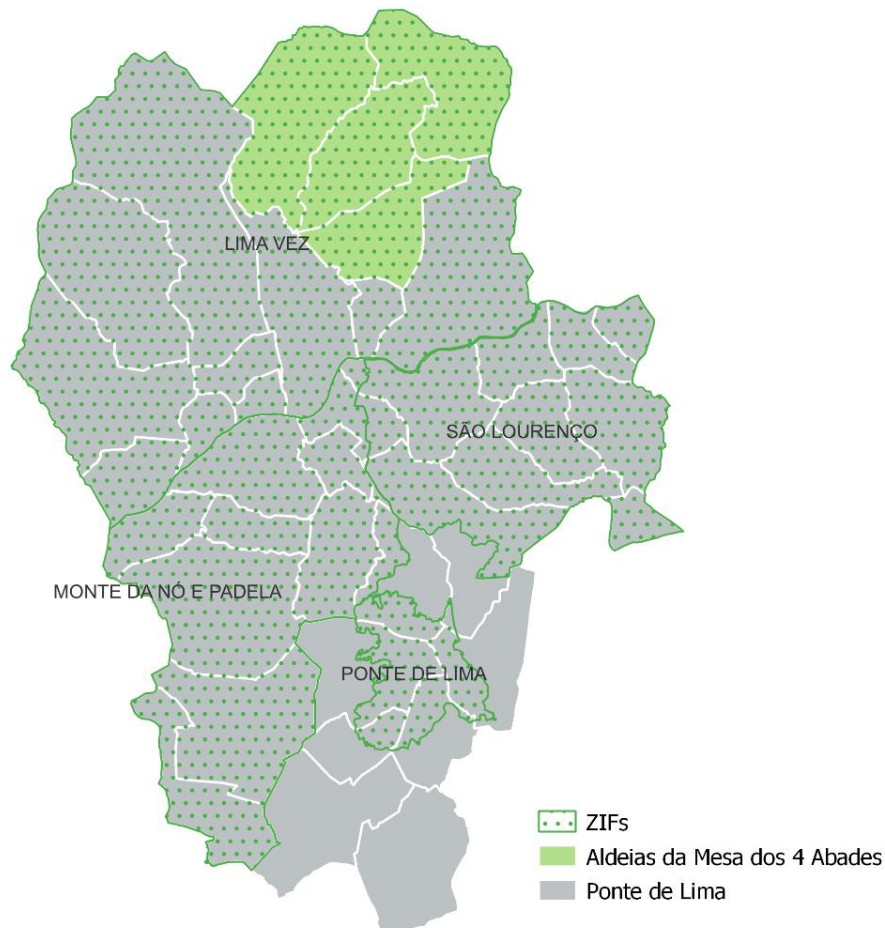 LIMA VEZ
SÃO LOURENÇO
MONTE DA NÓ E PADELA
PONTE DE LIMA
ZIFs
Aldeias da Mesa dos 4 Abades
Ponte de Lima